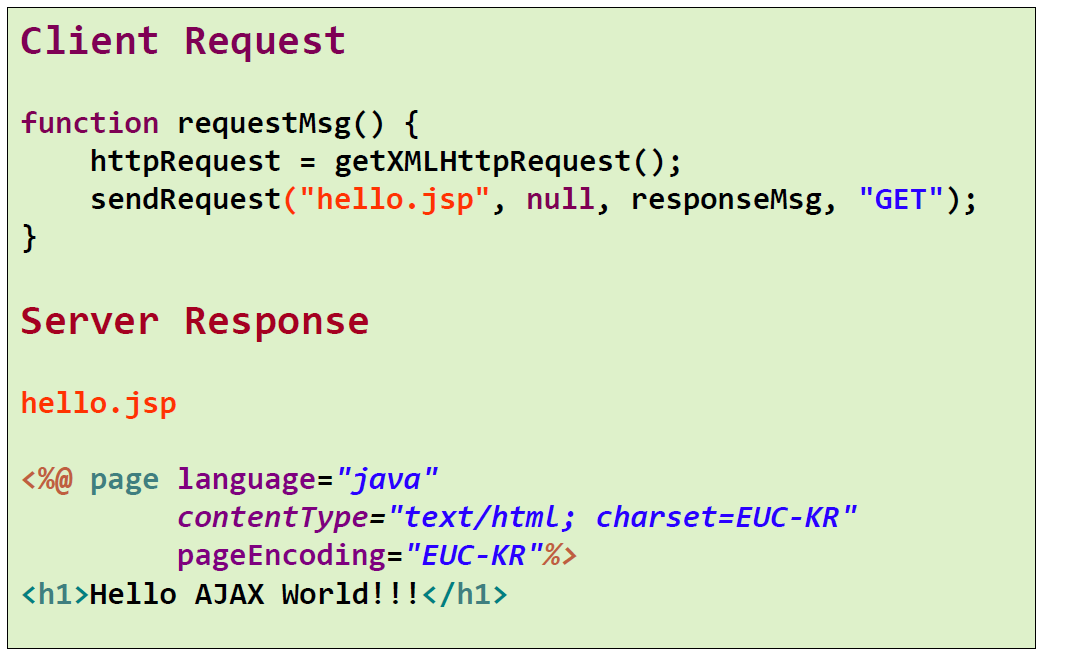 Client Request
function requestMsg() {
    httpRequest = getXMLHttpRequest();
    sendRequest("hello.jsp", null, responseMsg, "GET");
}
Server Response
hello.jsp
<%@ page language="java"
         contentType="text/html; charset=EUC-KR"
         pageEncoding="EUC-KR"%>
<h1>Hello AJAX World!!!</h1>